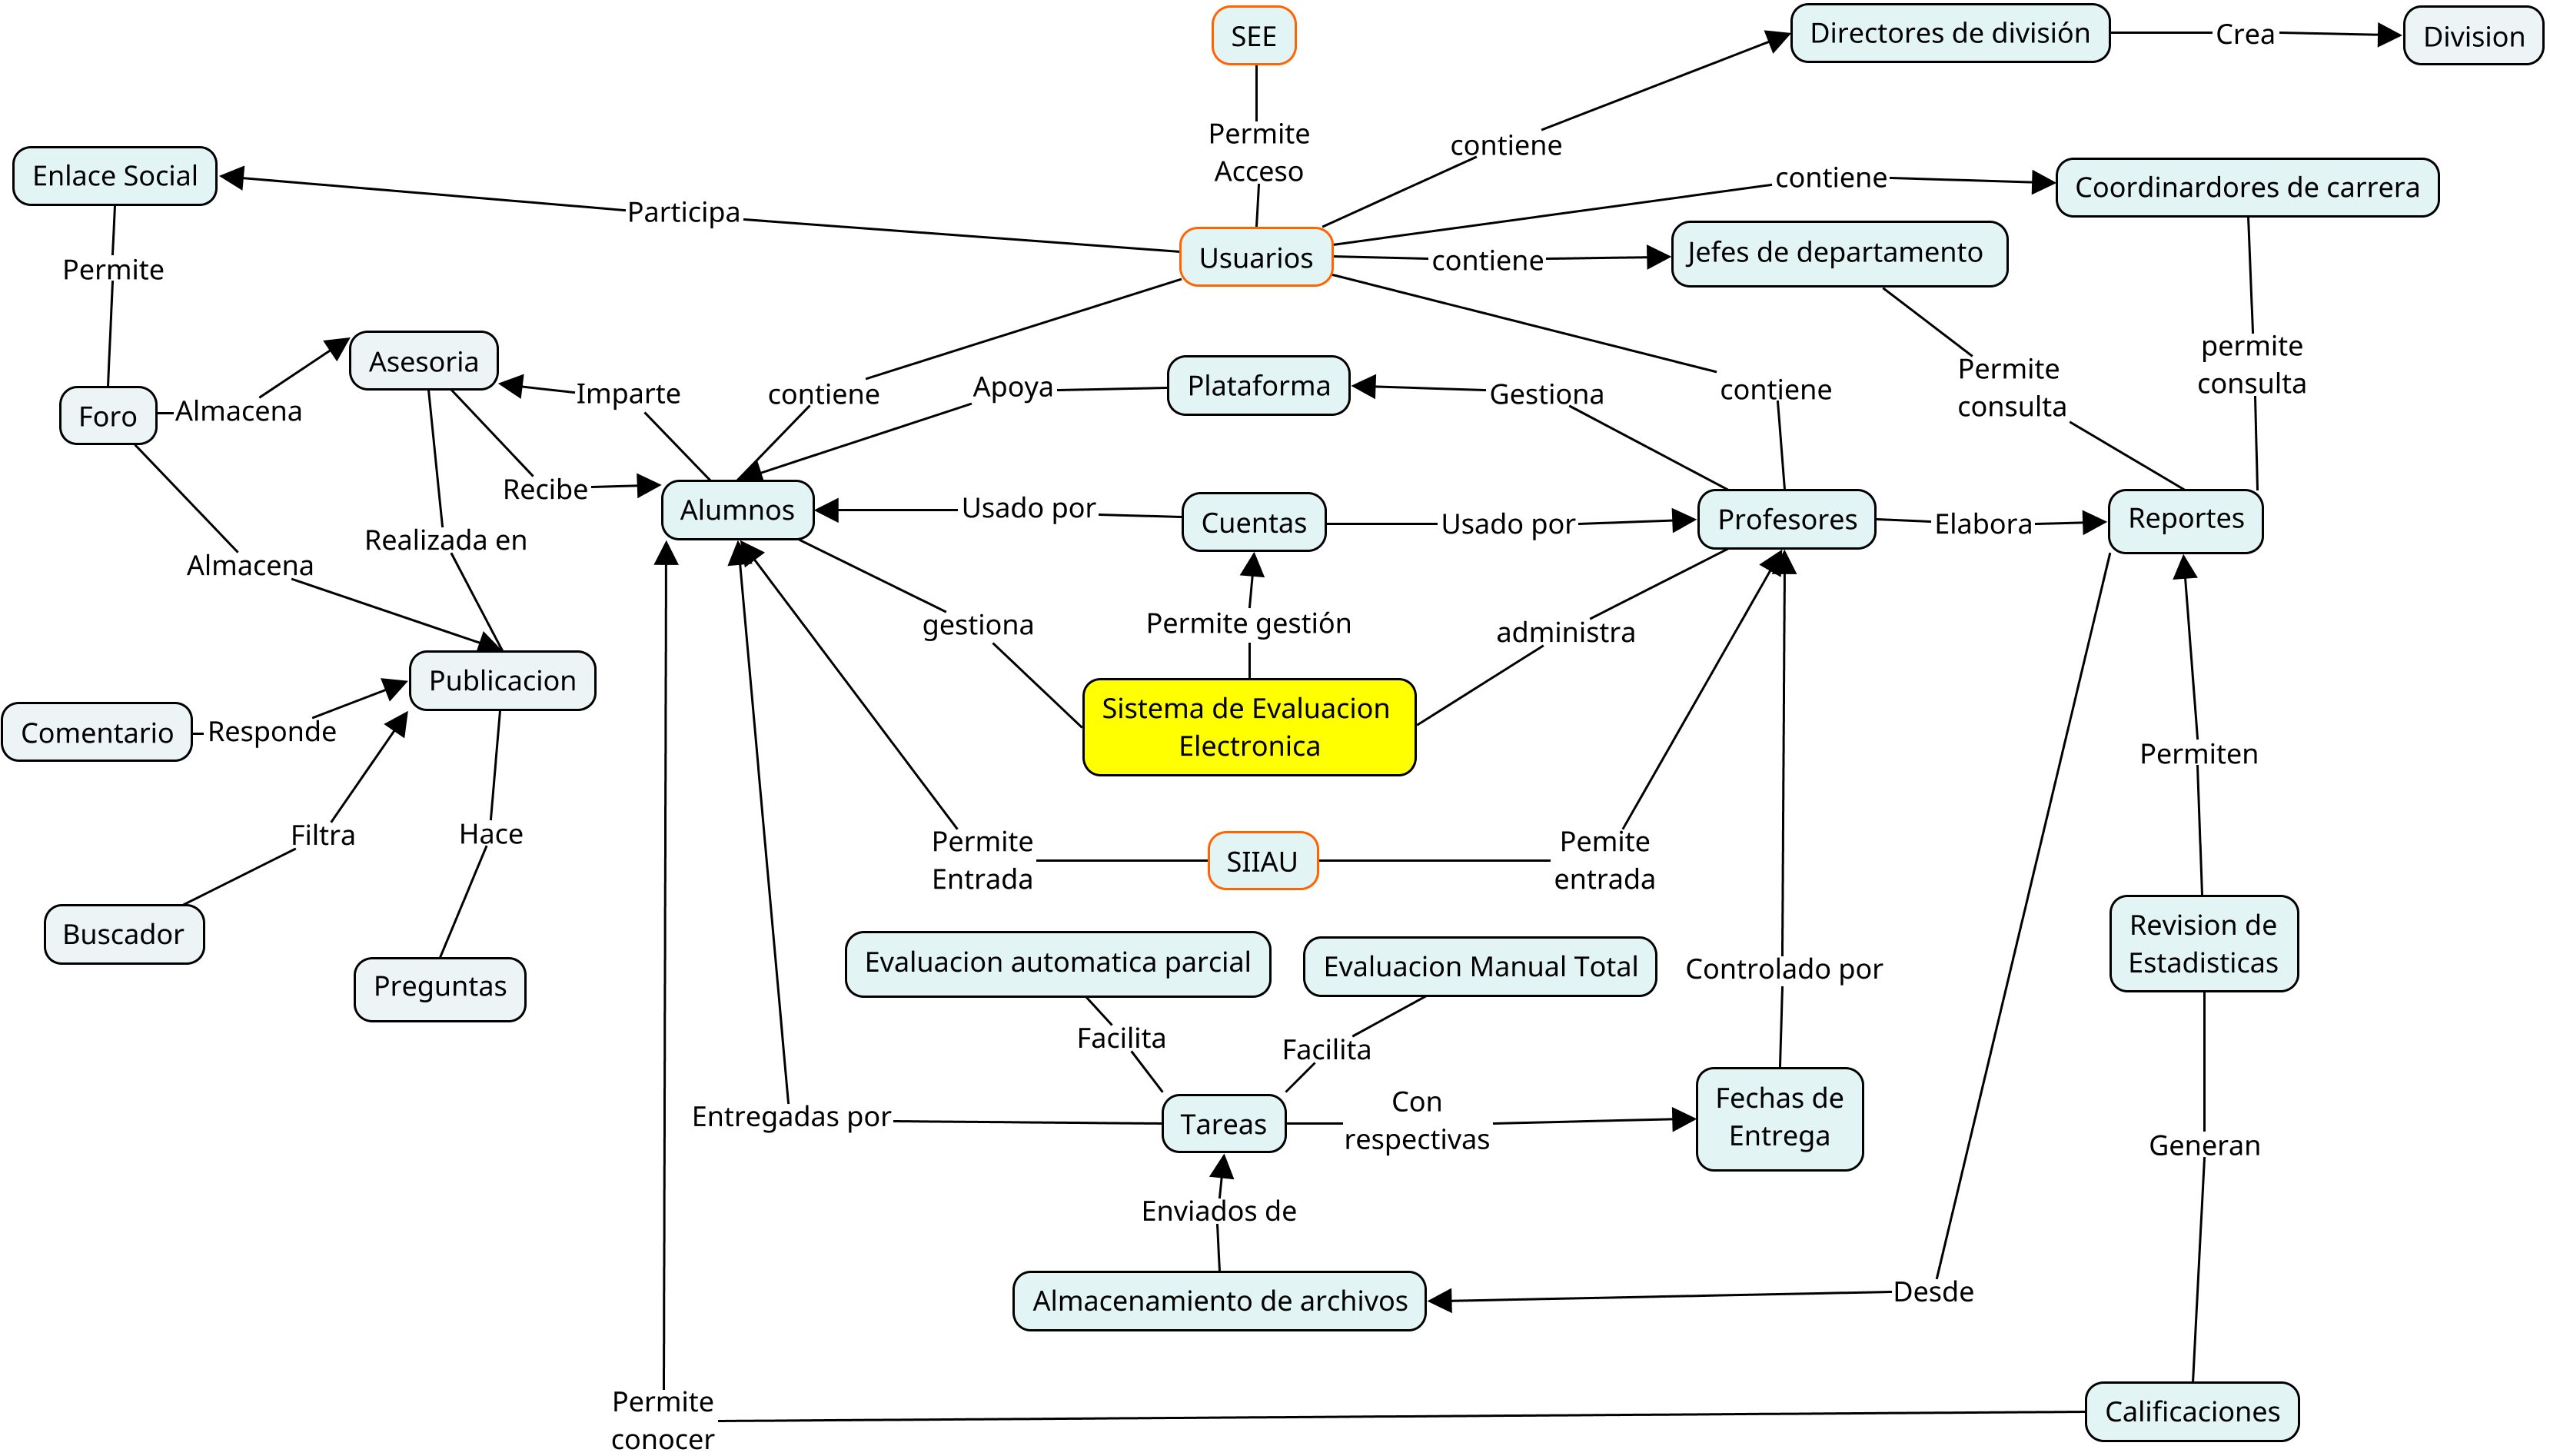 SEE
Directores de división
Crea
Division
Permite
Acceso
contiene
Enlace Social
Participa
contiene
Coordinardores de carrera
Usuarios
contiene
Jefes de departamento
Permite
Asesoria
Imparte
contiene
Apoya
Plataforma
Gestiona
contiene
Permite
consulta
permite
consulta
Foro
Almacena
Recibe
Alumnos
Usado por
Cuentas
Usado por
Profesores
Elabora
Reportes
Realizada en
Almacena
gestiona
Permite gestión
administra
Publicacion
Sistema de Evaluacion
Electronica
Comentario
Responde
Permiten
Filtra
Hace
Permite
Entrada
SIIAU
Pemite
entrada
Buscador
Preguntas
Evaluacion automatica parcial
Evaluacion Manual Total
Controlado por
Revision de
Estadisticas
Facilita
Facilita
Entregadas por
Tareas
Con
respectivas
Fechas de
Entrega
Generan
Enviados de
Almacenamiento de archivos
Desde
Permite
conocer
Calificaciones